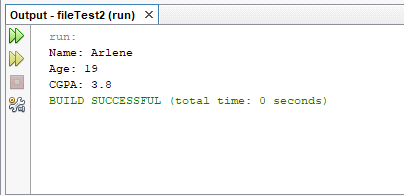 Output - fileTest2 (run)
run:
Name: Arlene
Age: 19
CGPA: 3.8
BUILD SUCCESSFUL (total time: 0 seconds)